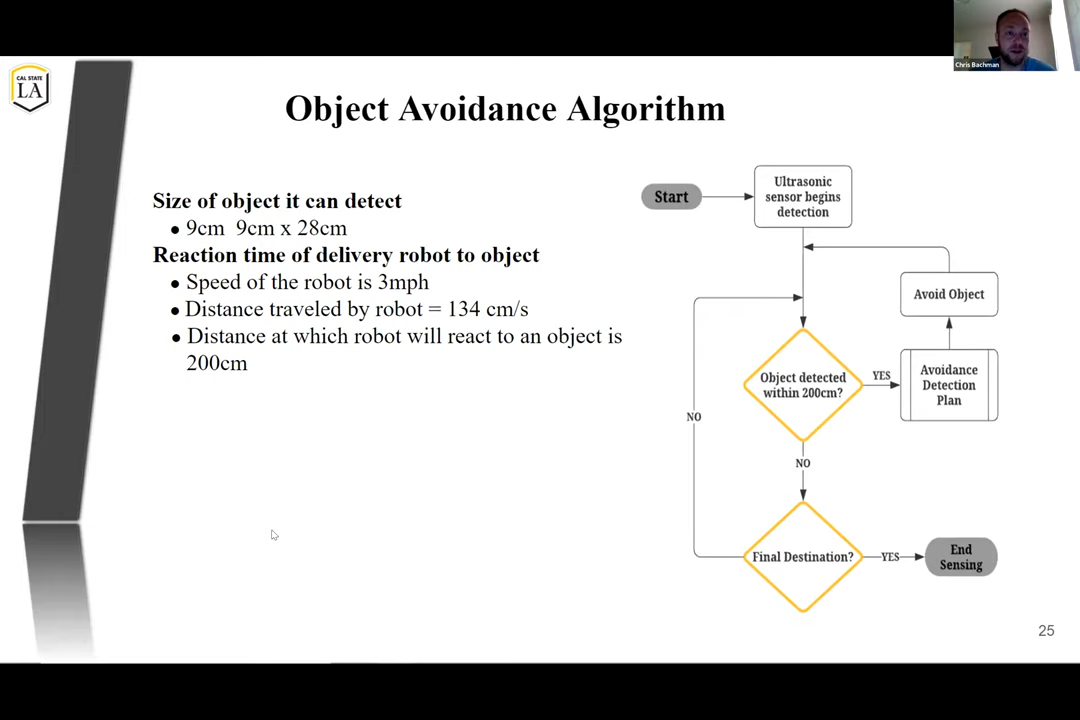 Chris Bachman
CAL STATE
LA
Object Avoidance Algorithm
Size of object it can detect
● 9cm 9cm x 28cm
Reaction time of delivery robot to object
● Speed of the robot is 3mph
● Distance traveled by robot = 134 cm/s
● Distance at which robot will react to an object is
200cm
Start
Ultrasonic
sensor begins
detection
Avoid Object
Avoidance
Detection
Plan
Object detected
within 200cm?
YES
NO
NO
Final Destination?
YES
End
Sensing
25